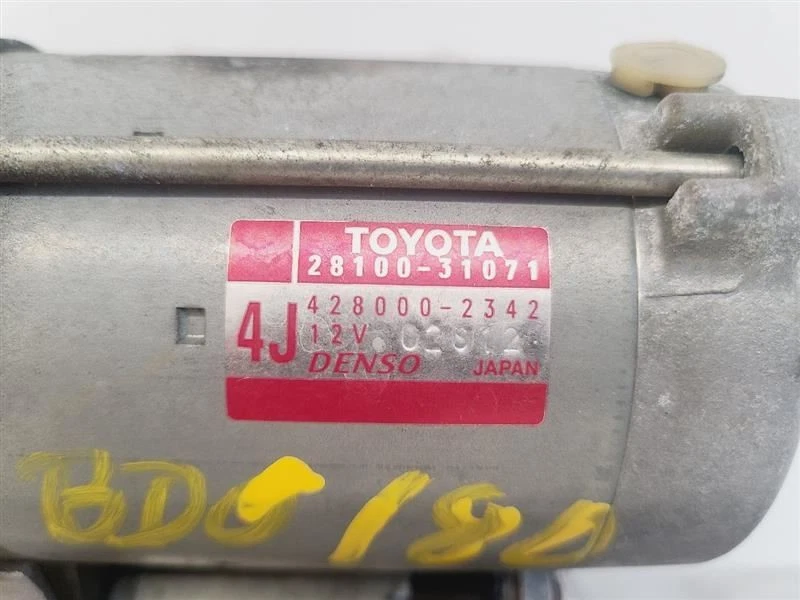 TOYOTA
28100-31071
4J
428000-2342
12V
DENSO JAPAN